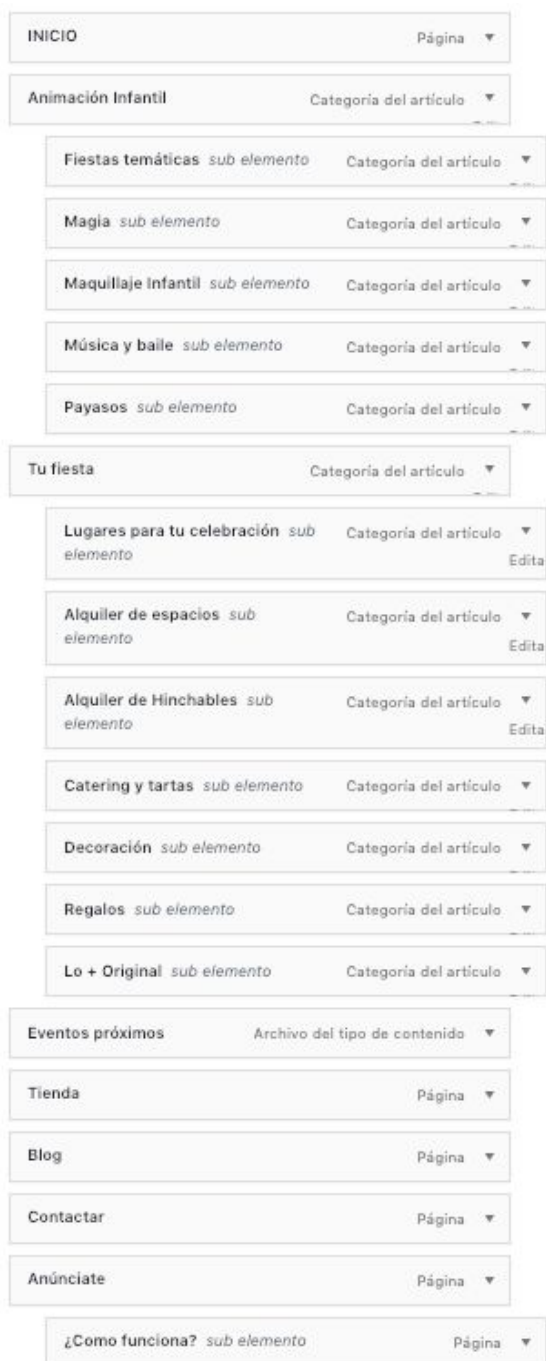 INICIO Página
Animación Infantil Categoría del artículo
Fiestas temáticas sub elemento Categoría del artículo
Magia sub elemento Categoría del artículo
Maquillaje Infantil sub elemento Categoría del artículo
Música y baile sub elemento Categoría del artículo
Payasos sub elemento Categoría del artículo
Tu fiesta Categoría del artículo
Lugares para tu celebración sub Categoría del artículo
elemento Edita
Alquiler de espacios sub Categoría del artículo
elemento Edita
Alquiler de Hinchables sub Categoría del artículo
elemento Edita
Catering y tartas sub elemento Categoría del artículo
Decoración sub elemento Categoría del artículo
Regalos sub elemento Categoría del artículo
Lo + Original sub elemento Categoría del artículo
Eventos próximos Archivo del tipo de contenido
Tienda Página
Blog Página
Contactar Página
Anúnciate Página
¿Como funciona? sub elemento Página